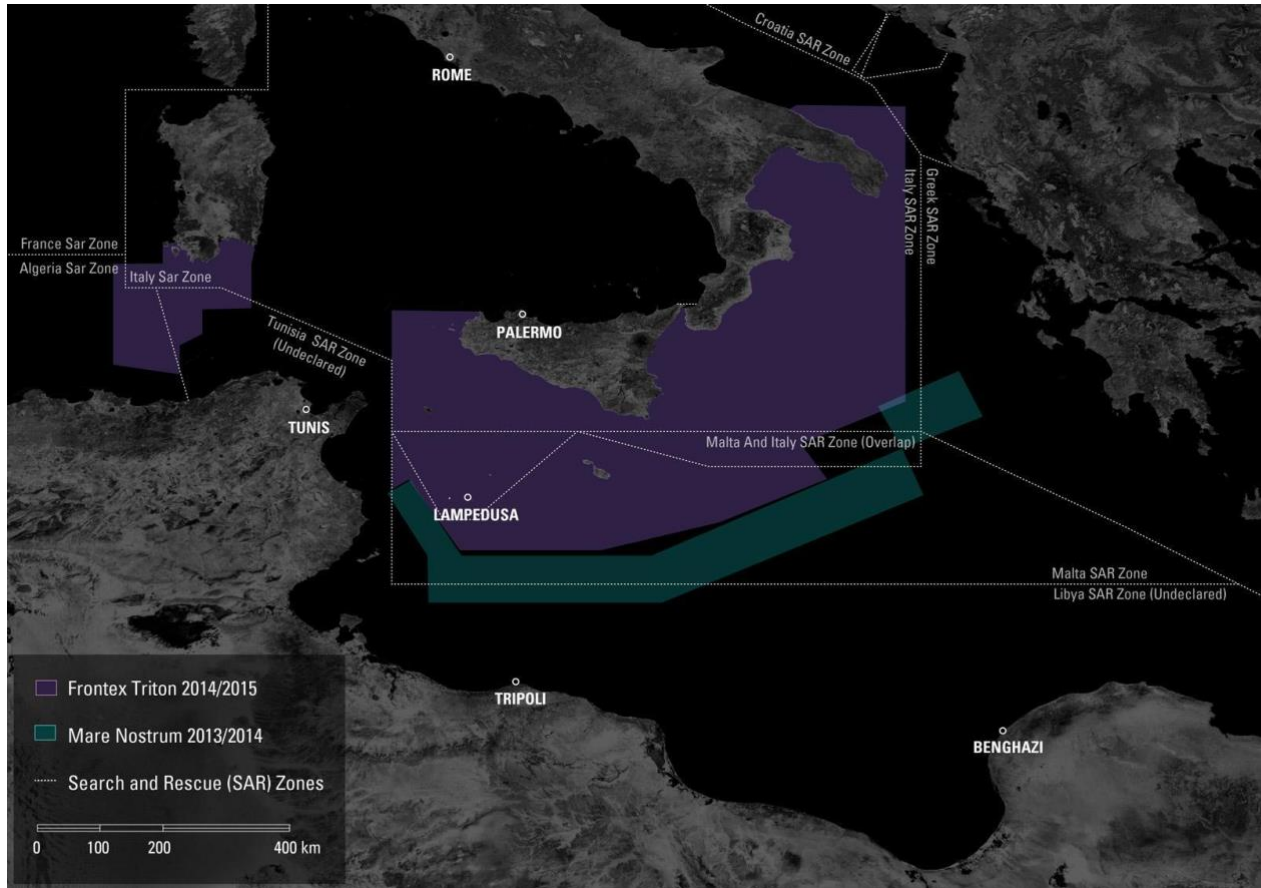 Croatia SAR Zone
ROME
Italy SAR Zone
Greek SAR Zone
France Sar Zone
Algeria Sar Zone
Italy Sar Zone
Tunisia SAR Zone
(Undeclared)
PALERMO
TUNIS
Malta And Italy SAR Zone (Overlap)
LAMPEDUSA
Malta SAR Zone
Libya SAR Zone (Undeclared)
TRIPOLI
BENGHAZI
Frontex Triton 2014/2015
Mare Nostrum 2013/2014
Search and Rescue (SAR) Zones
0 100 200 400 km